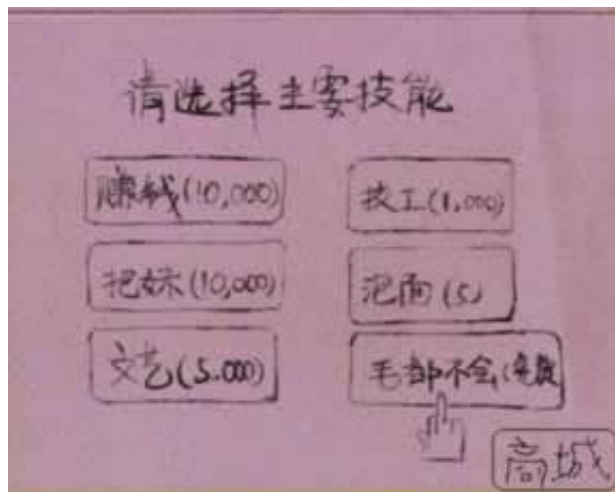 请选择主要技能
赚钱(10,000)
技工(1,000)
把妹(10,000)
泡面(5)
文艺(5.000)
毛都不会(免费
商城